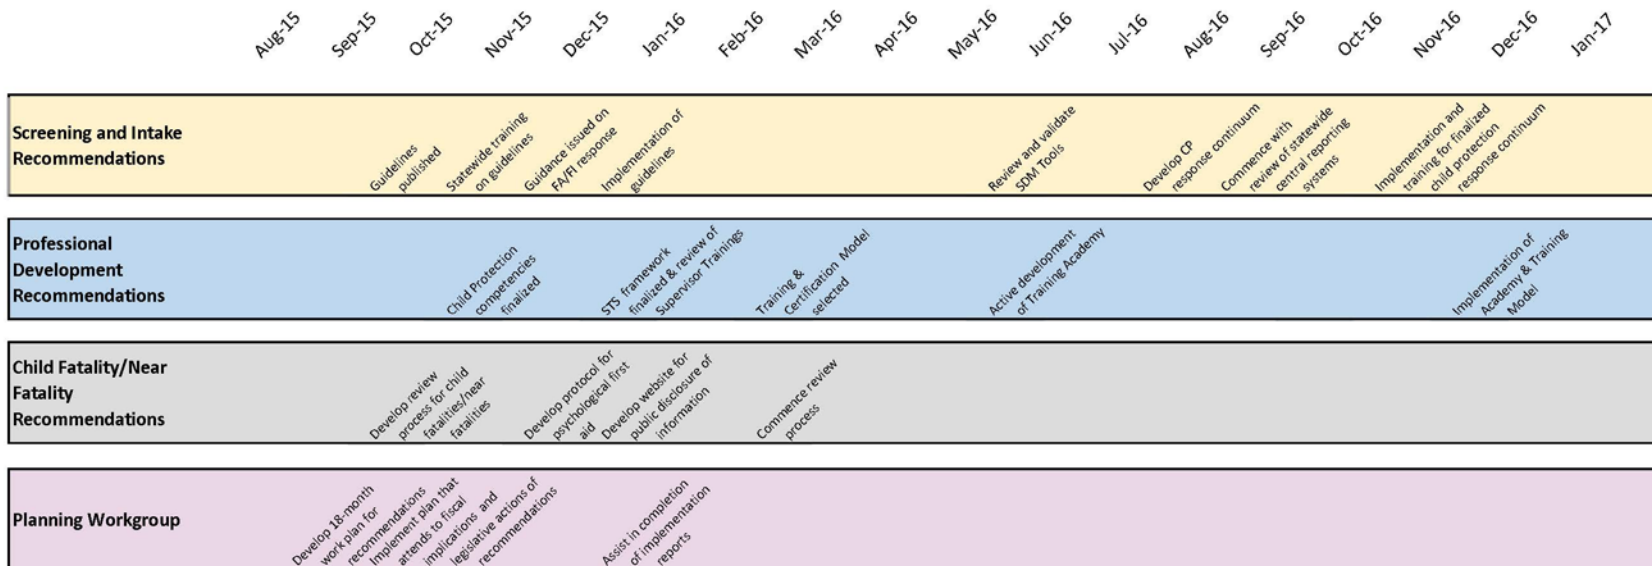 Aug-15
Sep-15
Oct-15
Nov-15
Dec-15
Jan-16
Feb-16
Mar-16
Apr-16
May-16
Jun-16
Jul-16
Aug-16
Sep-16
Oct-16
Nov-16
Dec-16
Jan-17
Screening and Intake
Recommendations
Guidelines
published
Statewide training
on guidelines
Guidance issued on
FA/FI response
Implementation of
guidelines
Review and validate
SDM Tools
Develop CP
response continuum
Commence with
review of statewide
central reporting
systems
Implementation and
training for finalized
child protection
response continuum
Professional
Development
Recommendations
Child Protection
competencies
finalized
STS framework
finalized & review of
Supervisor Trainings
Training &
Certification Model
selected
Active development
of Training Academy
Implementation of
Academy & Training
Model
Child Fatality/Near
Fatality
Recommendations
Develop review
process for child
fatalities/near
fatalities
Develop protocol for
psychological first
aid
Develop website for
public disclosure of
information
Commence review
process
Planning Workgroup
Develop 18-month
work plan for
recommendations
Implement plan that
attends to fiscal
implications and
legislative actions of
recommendations
Assist in completion
of implementation
reports